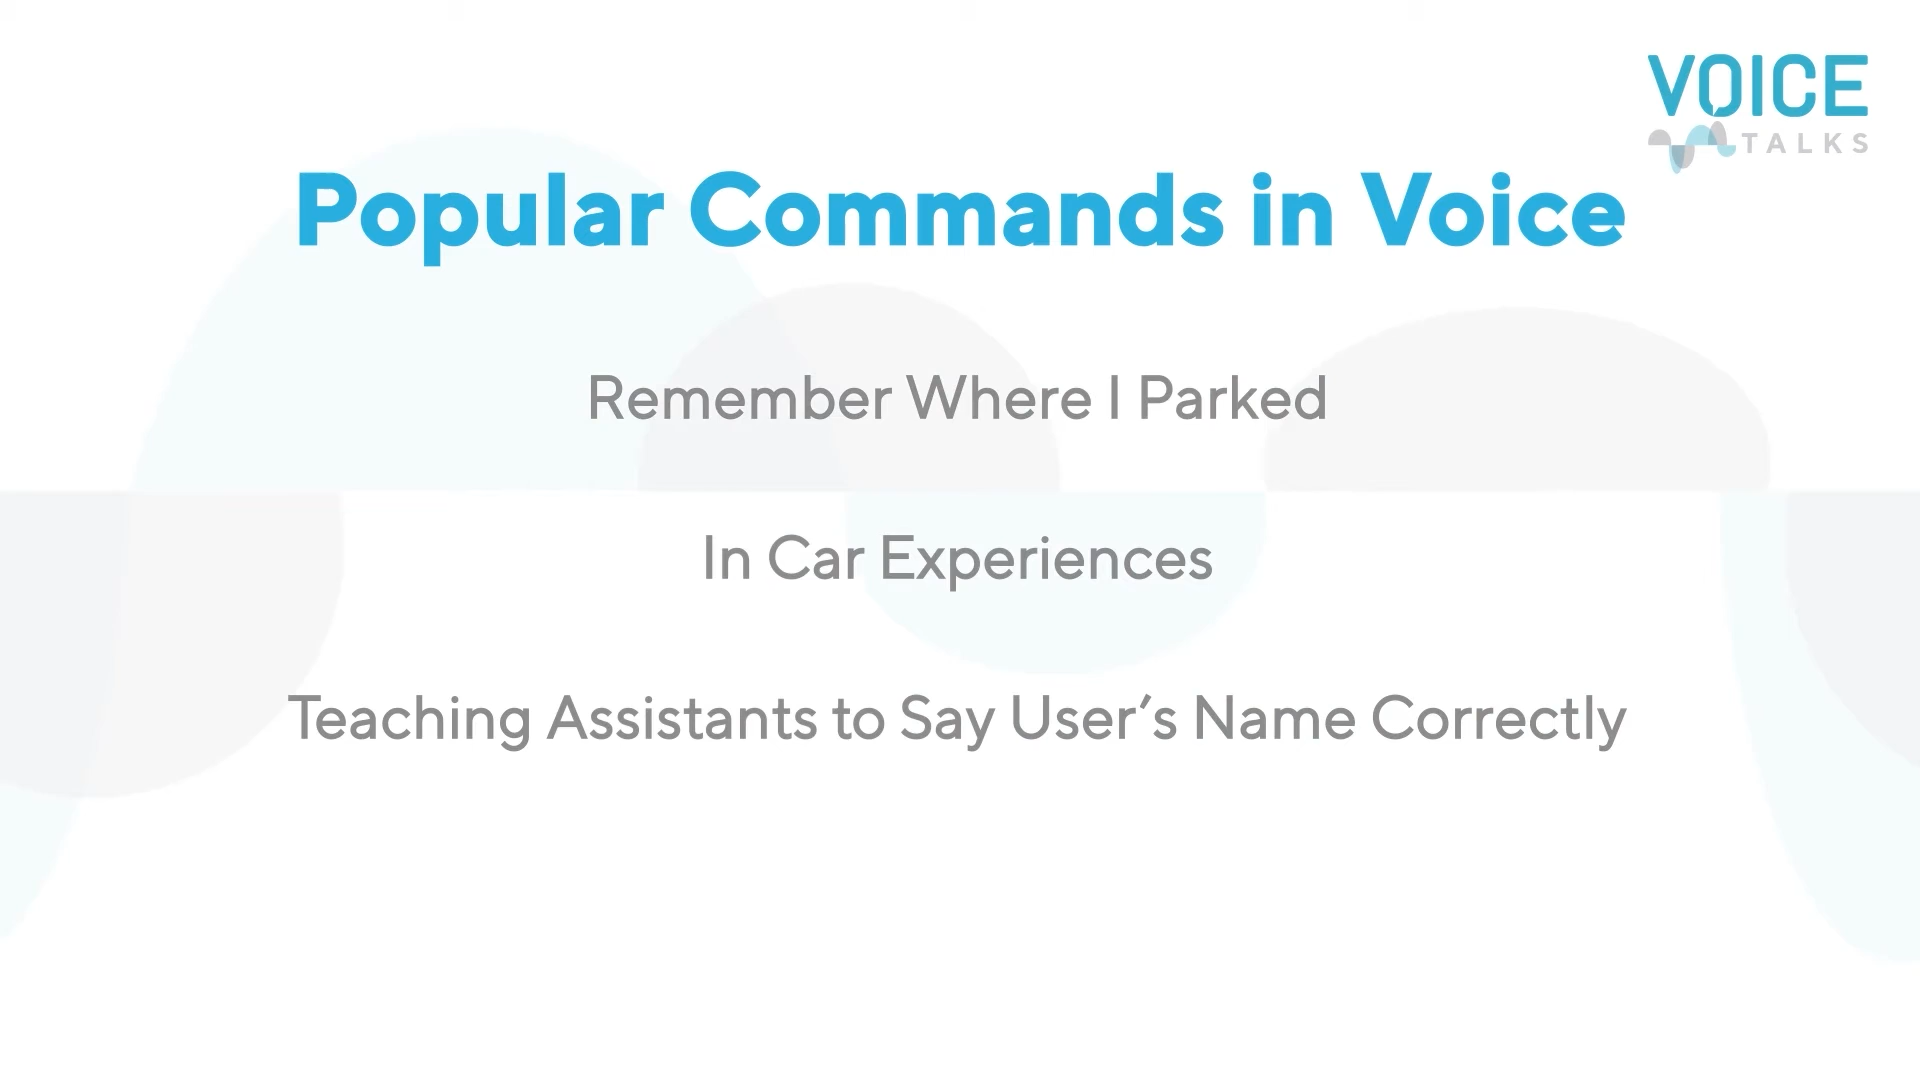 VOICE
TALKS
Popular Commands in Voice
Remember Where I Parked
In Car Experiences
Teaching Assistants to Say User’s Name Correctly